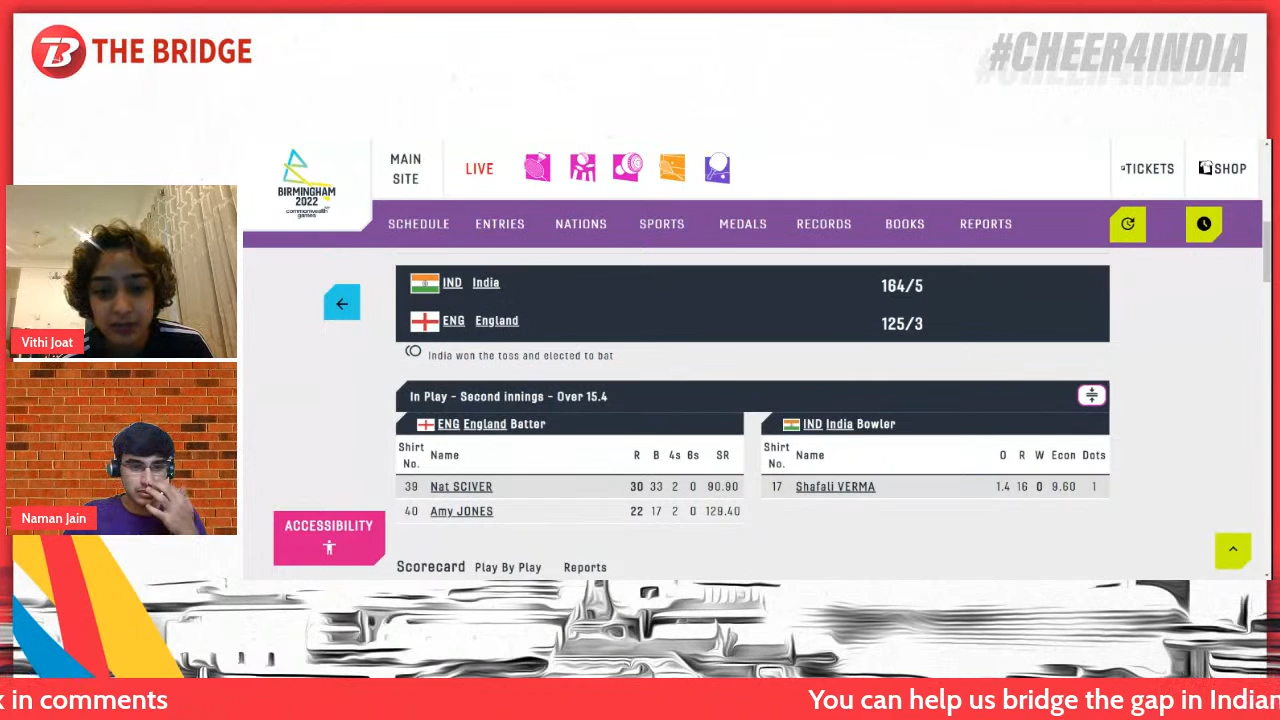 THE BRIDGE
#CHEER4INDIA
BIRMINGHAM
2022
commonwealth
games
MAIN
SITE
LIVE
TICKETS
SHOP
SCHEDULE ENTRIES NATIONS SPORTS MEDALS RECORDS BOOKS REPORTS
IND India 164/5
ENG England 125/3
India won the toss and elected to bat
In Play - Second innings - Over 15.4
ENG England Batter
Shirt No. Name R B 4s 6s SR
39 Nat SCIVER 30 33 2 0 90.90
40 Amy JONES 22 17 2 0 129.40
IND India Bowler
Shirt No. Name O R W 0 Econ Dots
17 Shafali VERMA 1.4 16 0 9.60 1
Scorecard Play By Play Reports
ACCESSIBILITY
Vithi Joat
Naman Jain
x in comments
You can help us bridge the gap in Indian